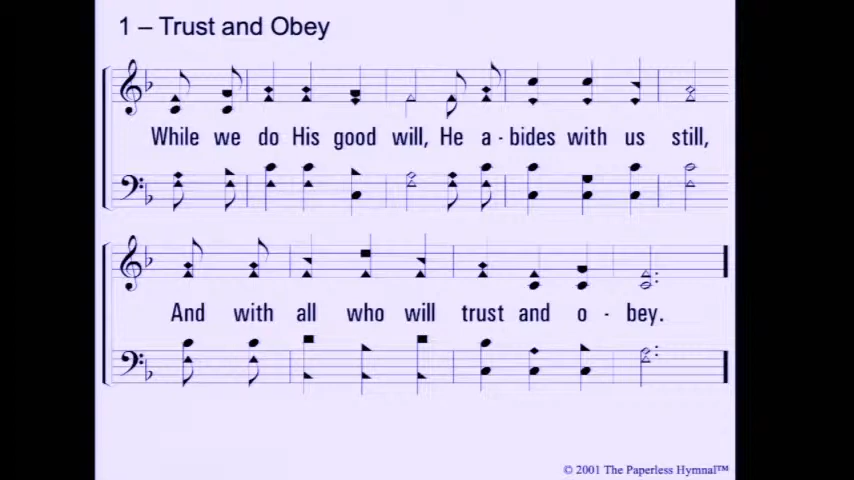 1 – Trust and Obey
While we do His good will, He a - bides with us still,
And with all who will trust and o - bey.
© 2001 The Paperless Hymnal™